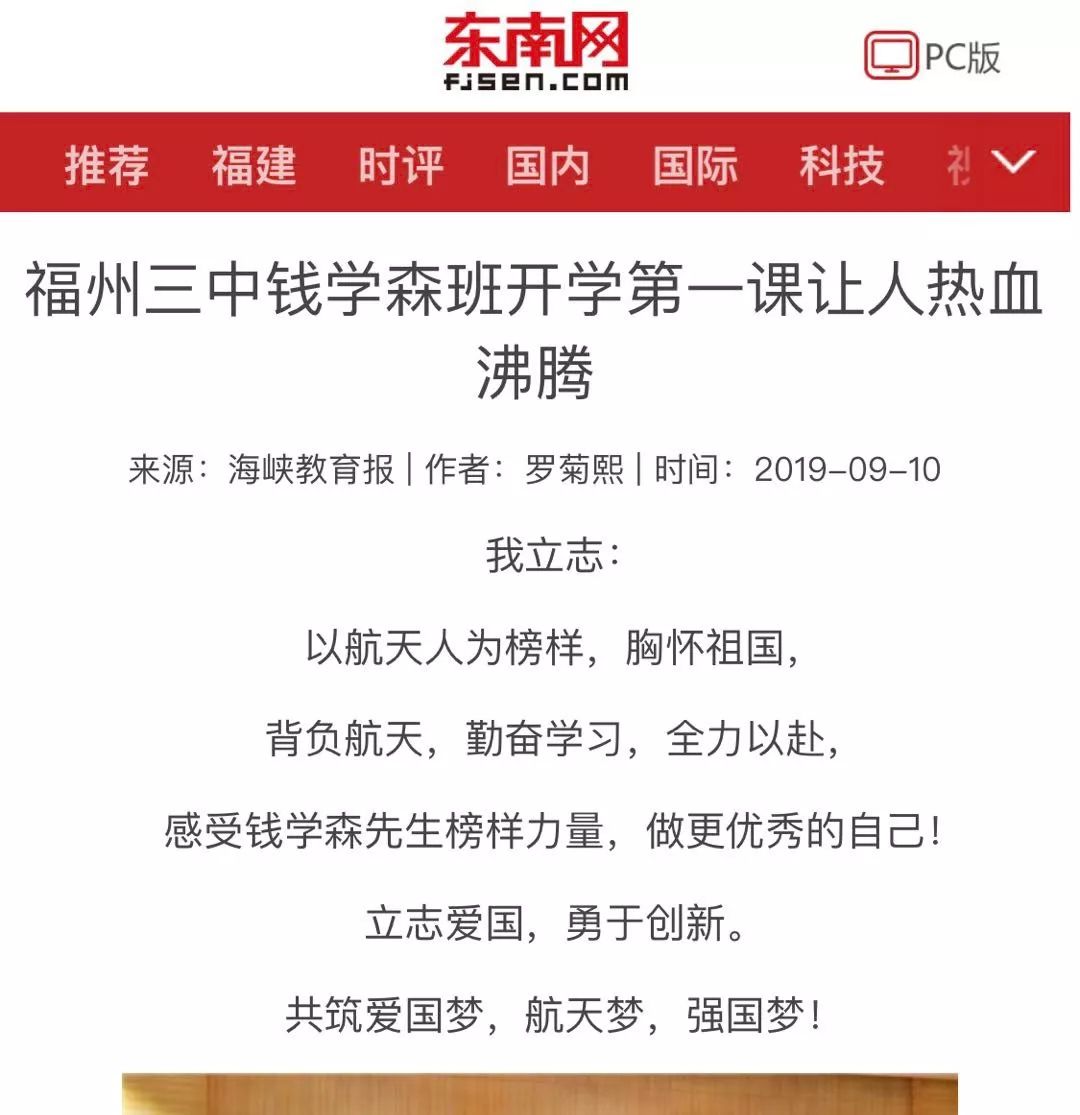 东南网
fjsen.com
PC版
推荐 福建 时评 国内 国际 科技
福州三中钱学森班开学第一课让人热血
沸腾
来源：海峡教育报 | 作者：罗菊熙 | 时间：2019-09-10
我立志：
以航天人为榜样，胸怀祖国，
背负航天，勤奋学习，全力以赴，
感受钱学森先生榜样力量，做更优秀的自己！
立志爱国，勇于创新。
共筑爱国梦，航天梦，强国梦！